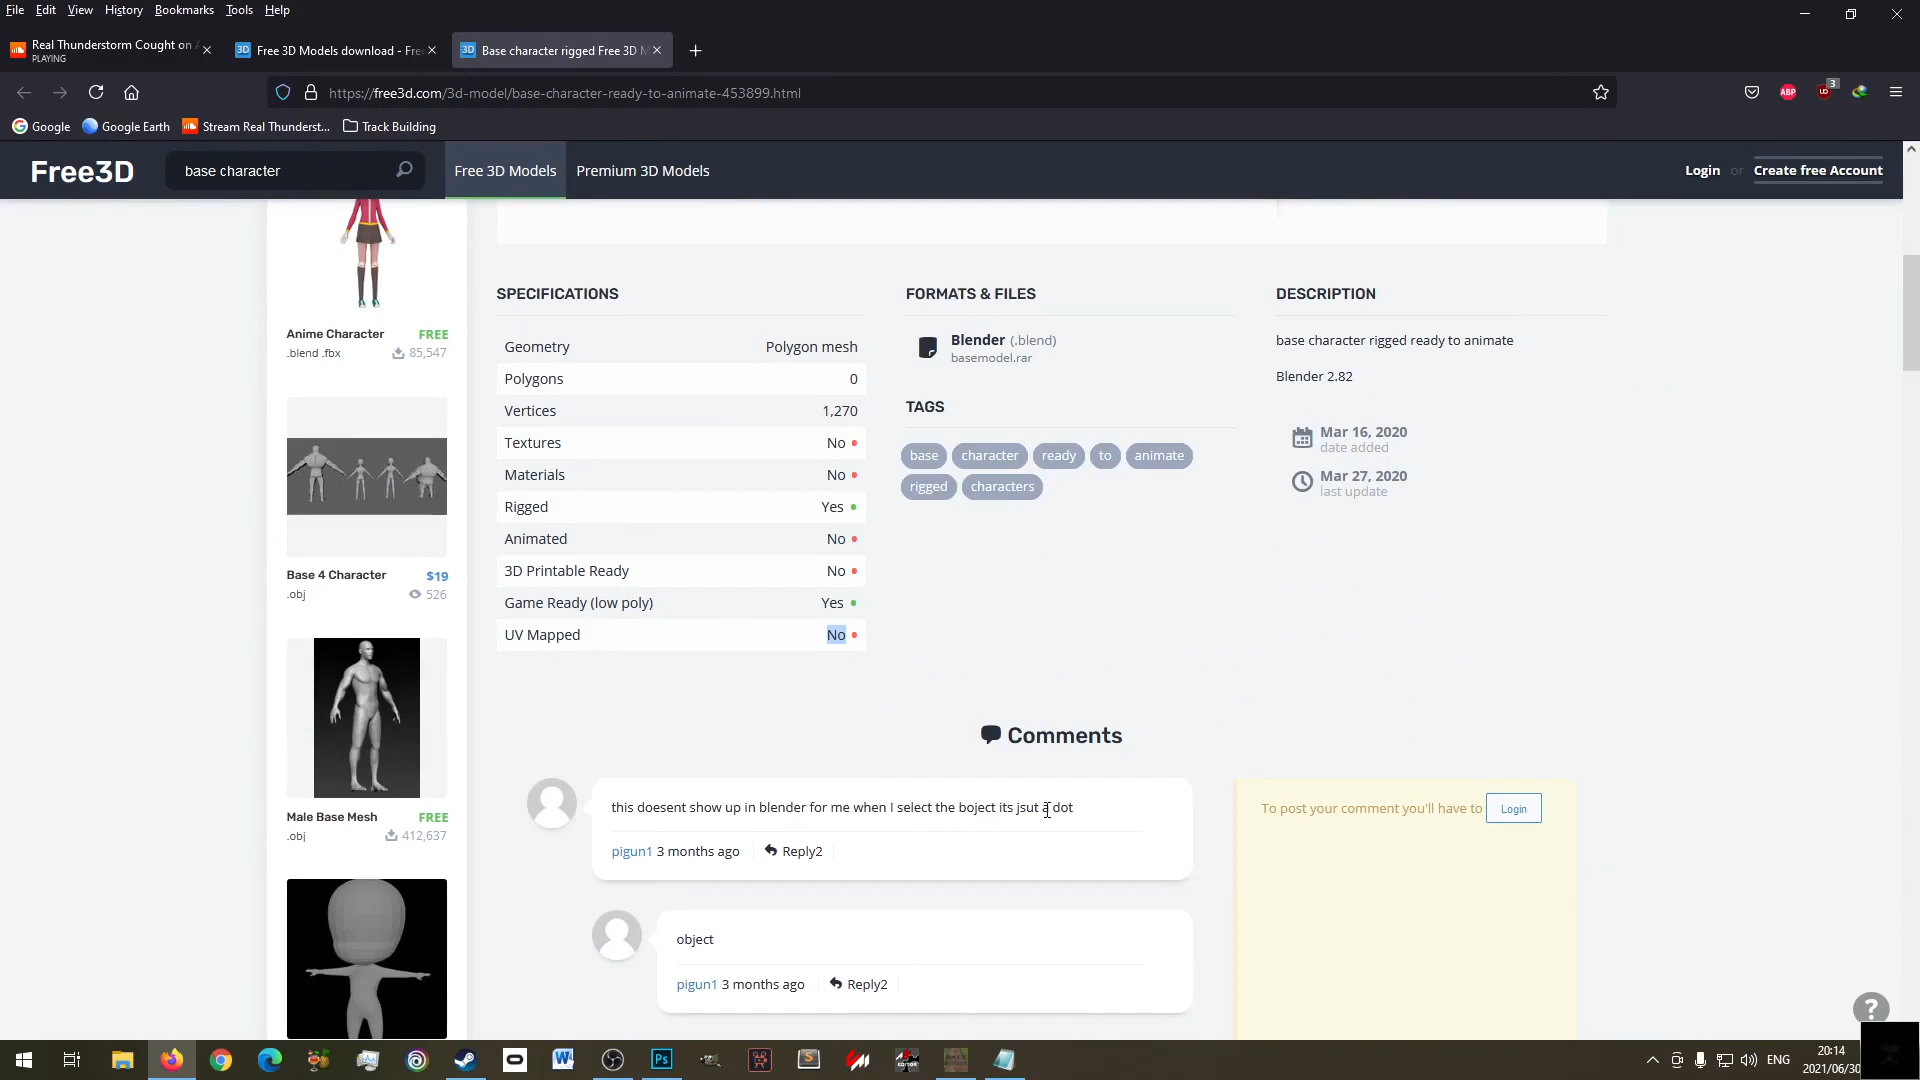 File Edit View History Bookmarks Tools Help
Real Thunderstorm Cought on
PLAYING
Free 3D Models download - Fre
Base character rigged Free 3D M
https://free3d.com/3d-model/base-character-ready-to-animate-453899.html
ABP
UD
3
Google Google Earth Stream Real Thunderst... Track Building
Free3D
base character
Free 3D Models Premium 3D Models
Login or Create free Account
Anime Character FREE
.blend .fbx 85,547
Base 4 Character $19
.obj 526
Male Base Mesh FREE
.obj 412,637
SPECIFICATIONS
Geometry Polygon mesh
Polygons 0
Vertices 1,270
Textures No
Materials No
Rigged Yes
Animated No
3D Printable Ready No
Game Ready (low poly) Yes
UV Mapped No
FORMATS & FILES
Blender (.blend)
basemodel.rar
TAGS
base character ready to animate
rigged characters
DESCRIPTION
base character rigged ready to animate
Blender 2.82
Mar 16, 2020
date added
Mar 27, 2020
last update
Comments
this doesent show up in blender for me when I select the boject its jsut a dot
pigun1 3 months ago Reply2
object
pigun1 3 months ago Reply2
To post your comment you'll have to Login
?
W
Ps
S
EDITOR
ENG
20:14
2021/06/30